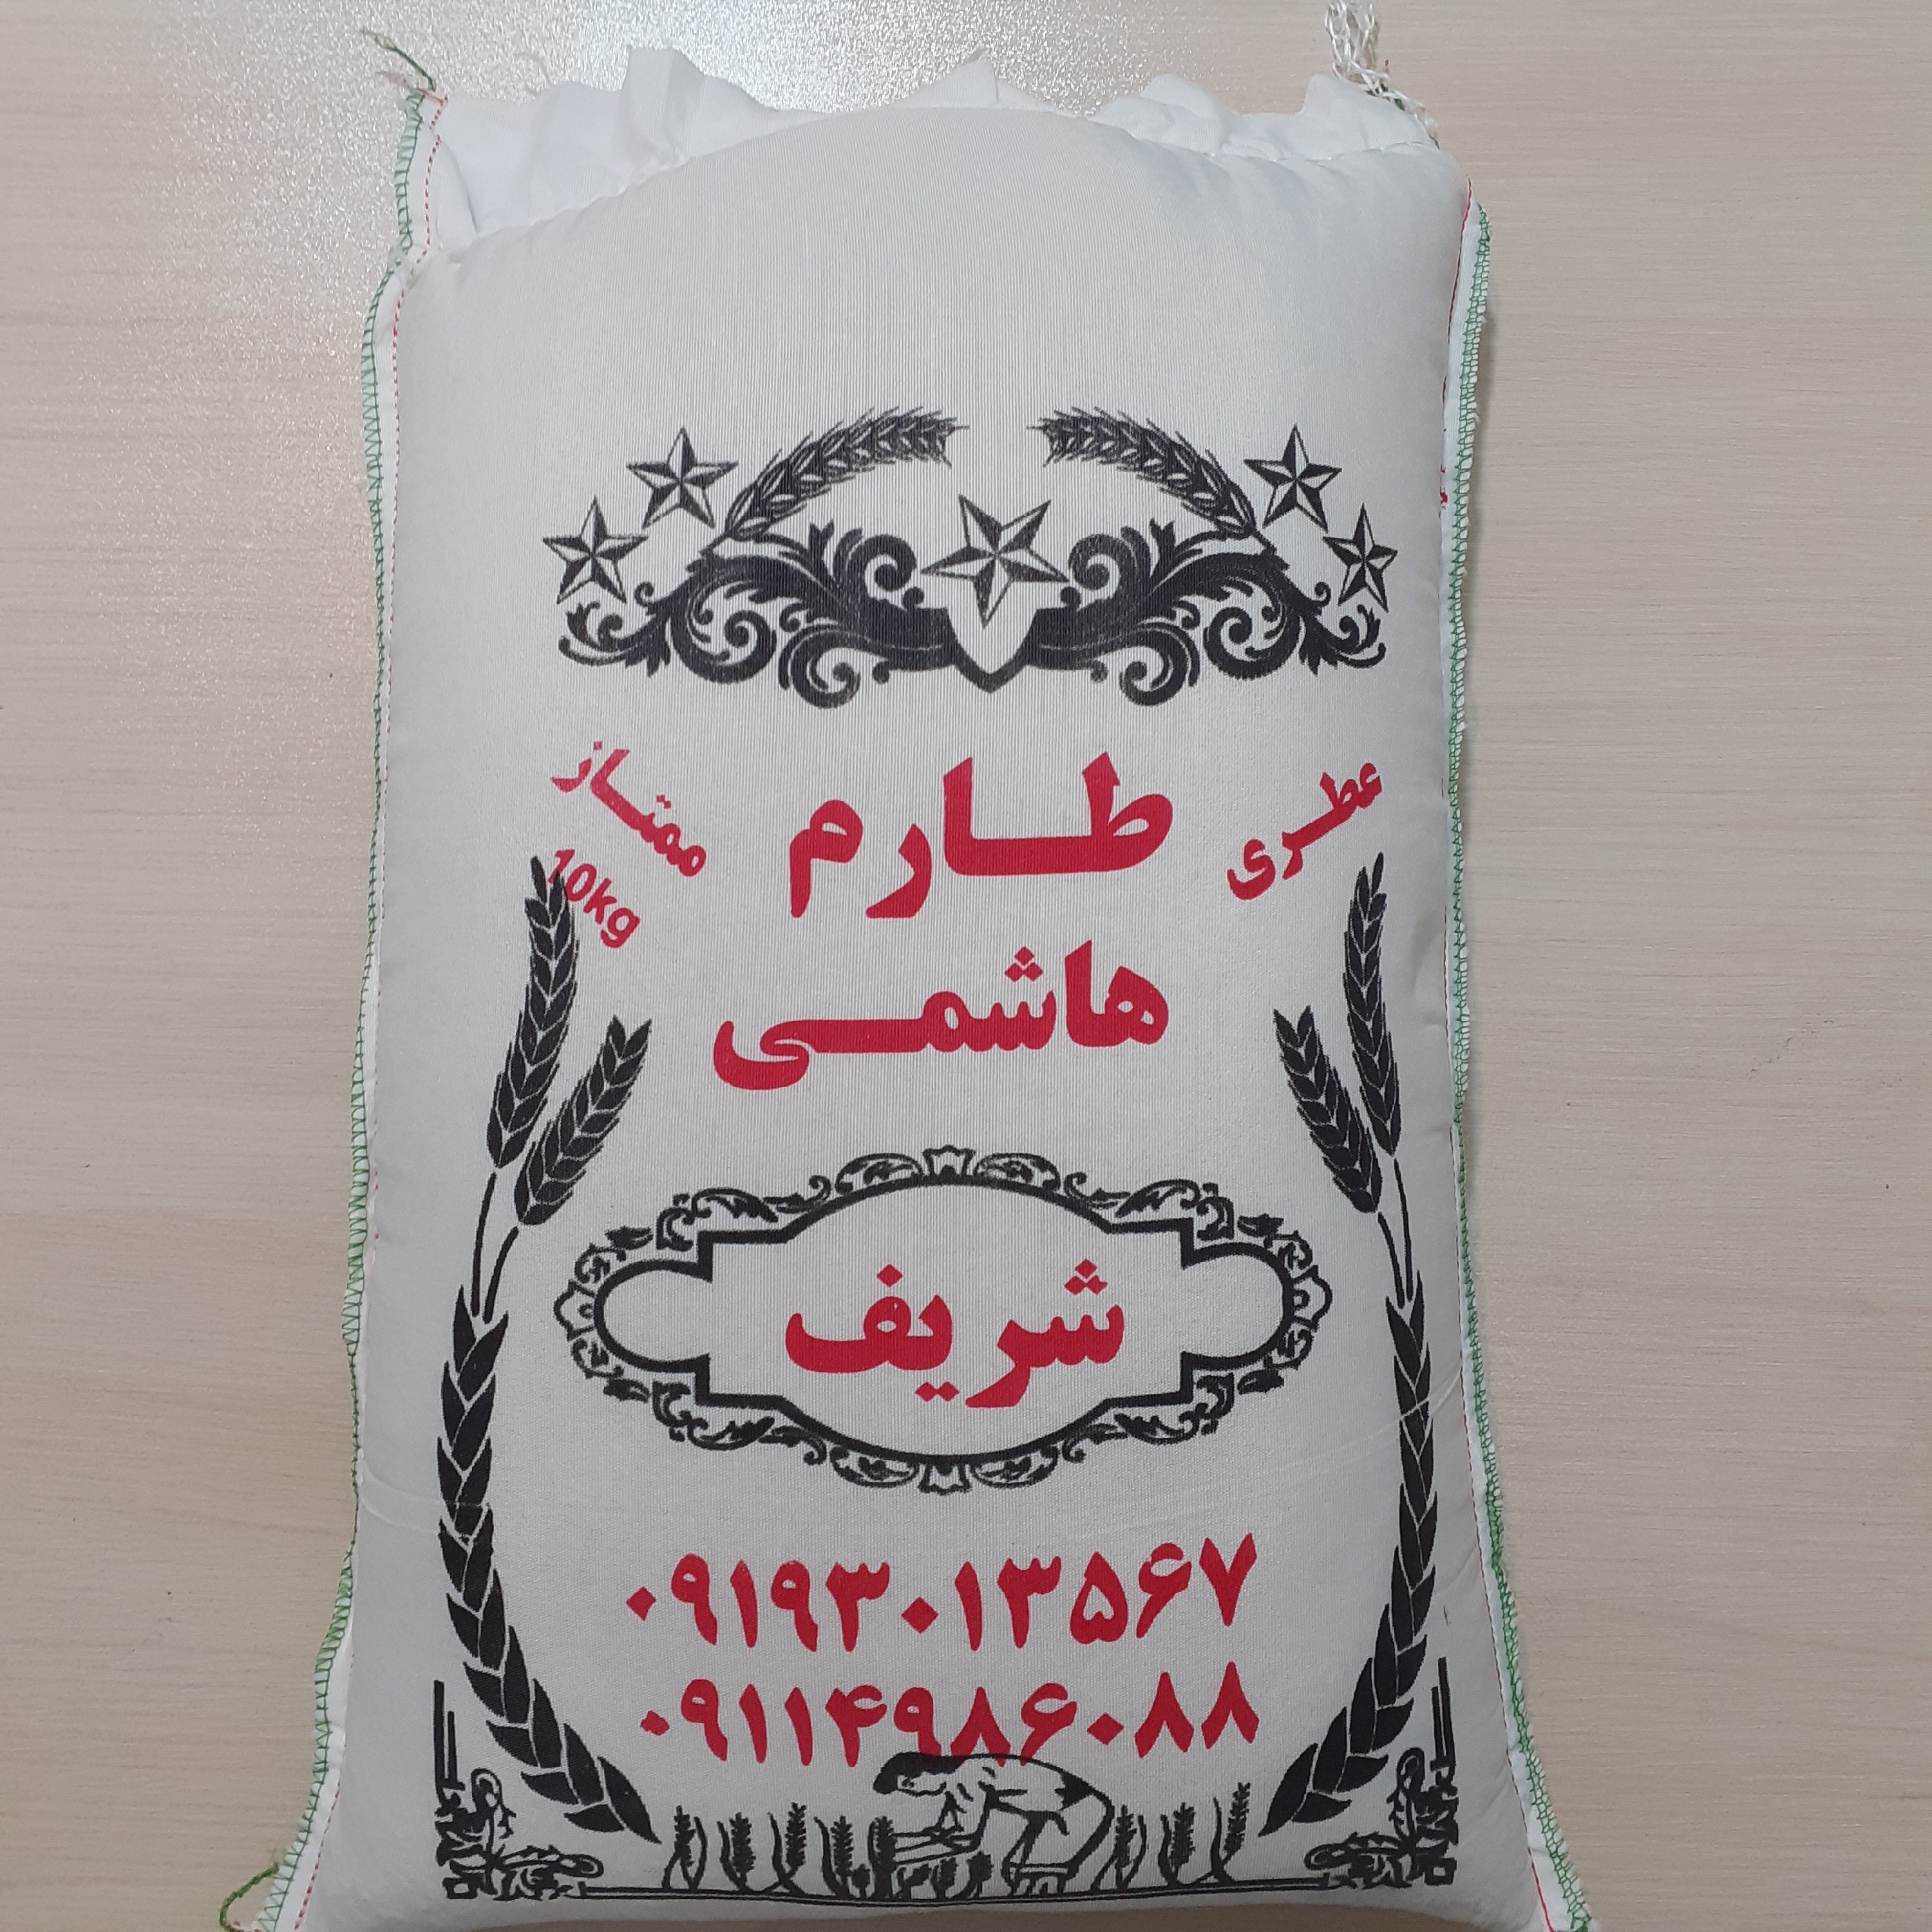 عطری
طارم
ممتاز
10kg
هاشمی
شریف
۰۹۱۹۳۰۱۳۵۶۷
۰۹۱۱۴۹۸۶۰۸۸